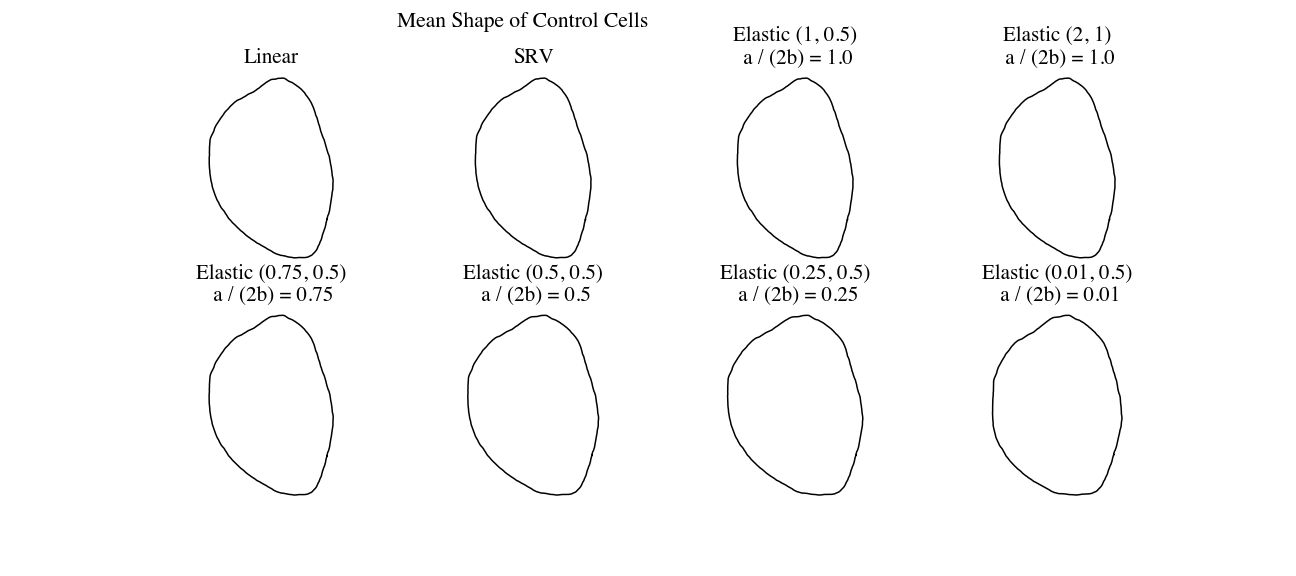 Mean Shape of Control Cells
Linear
SRV
Elastic (1, 0.5)
a / (2b) = 1.0
Elastic (2, 1)
a / (2b) = 1.0
Elastic (0.75, 0.5)
a / (2b) = 0.75
Elastic (0.5, 0.5)
a / (2b) = 0.5
Elastic (0.25, 0.5)
a / (2b) = 0.25
Elastic (0.01, 0.5)
a / (2b) = 0.01